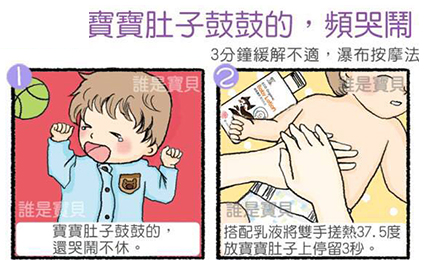 寶寶肚子鼓鼓的，頻哭鬧
3分鐘緩解不適，瀑布按摩法
1
誰是寶貝
誰是寶貝
寶寶肚子鼓鼓的，
還哭鬧不休。
2
誰是寶貝
誰是寶貝
搭配乳液將雙手搓熱37.5度
放寶寶肚子上停留3秒。